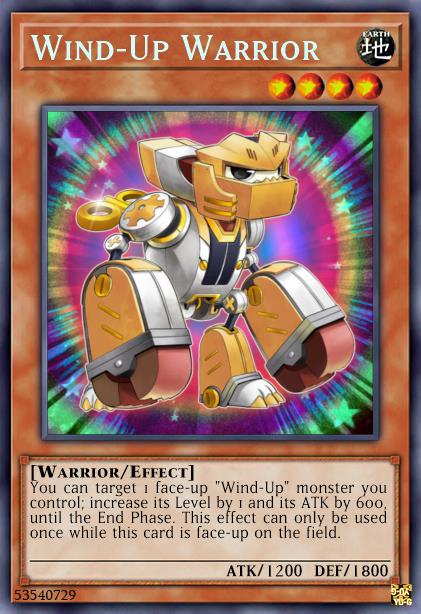 Wind-Up Warrior
EARTH
地
[Warrior/Effect]
You can target 1 face-up "Wind-Up" monster you
control; increase its Level by 1 and its ATK by 600,
until the End Phase. This effect can only be used
once while this card is face-up on the field.
ATK/1200 DEF/1800
53540729